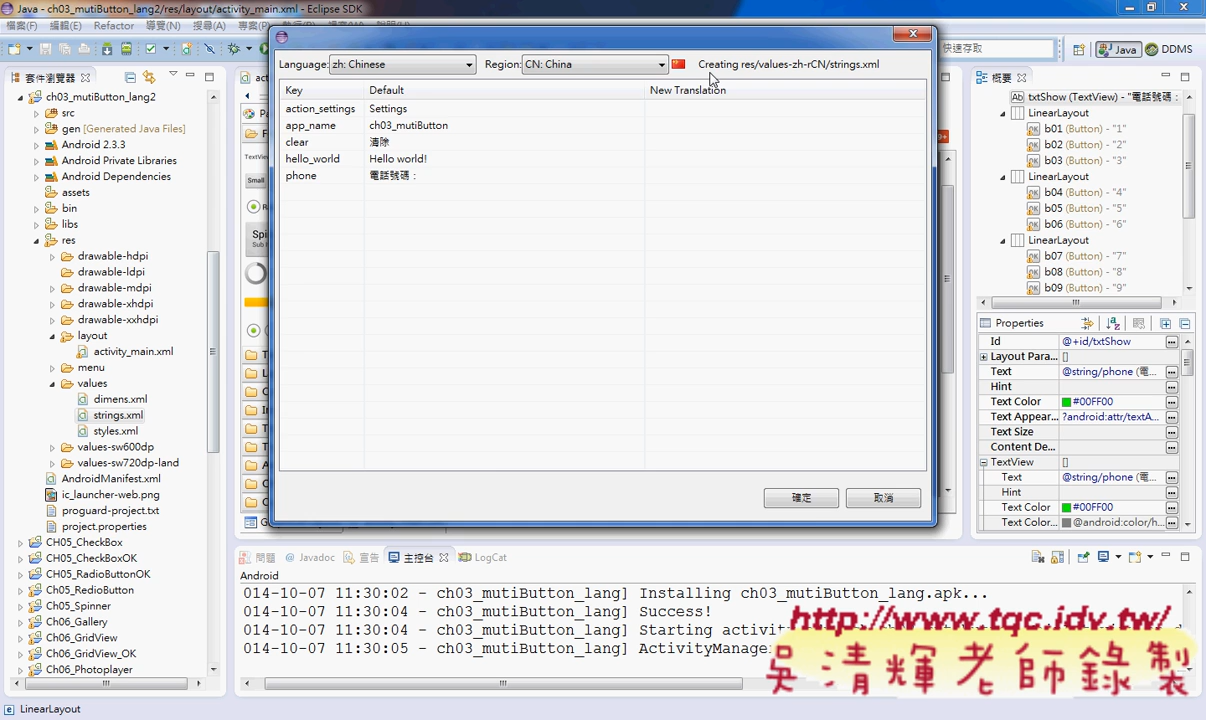 Java - ch03_mutiButton_lang2/res/layout/activity_main.xml - Eclipse SDK
檔案(F) 編輯(E) Refactor 導覽(N) 搜尋(A) 專案(P)
快速存取
Java
DDMS
套件瀏覽器
ch03_mutiButton_lang2
src
gen [Generated Java Files]
Android 2.3.3
Android Private Libraries
Android Dependencies
assets
bin
libs
res
drawable-hdpi
drawable-ldpi
drawable-mdpi
drawable-xhdpi
drawable-xxhdpi
layout
activity_main.xml
menu
values
dimens.xml
strings.xml
styles.xml
values-sw600dp
values-sw720dp-land
AndroidManifest.xml
ic_launcher-web.png
proguard-project.txt
project.properties
CH05_CheckBox
CH05_CheckBoxOK
CH05_RadioButtonOK
Ch05_RedioButton
Ch05_Spinner
Ch06_Gallery
Ch06_GridView
Ch06_GridView_OK
Ch06_Photoplayer
Language: zh: Chinese Region: CN: China Creating res/values-zh-rCN/strings.xml
Key Default New Translation
action_settings Settings
app_name ch03_mutiButton
clear 清除
hello_world Hello world!
phone 電話號碼：
確定 取消
概要
txtShow (TextView) - "電話號碼：
LinearLayout
b01 (Button) - "1"
b02 (Button) - "2"
b03 (Button) - "3"
LinearLayout
b04 (Button) - "4"
b05 (Button) - "5"
b06 (Button) - "6"
LinearLayout
b07 (Button) - "7"
b08 (Button) - "8"
b09 (Button) - "9"
Properties
Id @+id/txtShow
Layout Para... []
Text @string/phone (電...
Hint
Text Color #00FF00
Text Appear... ?android:attr/textA...
Text Size
Content De...
TextView []
Text @string/phone (電...
Hint
Text Color #00FF00
Text Color... @android:color/h...
問題 Javadoc 宣告 主控台 LogCat
Android
014-10-07 11:30:02 - ch03_mutiButton_lang] Installing ch03_mutiButton_lang.apk...
014-10-07 11:30:04 - ch03_mutiButton_lang] Success!
014-10-07 11:30:04 - ch03_mutiButton_lang] Starting activit
014-10-07 11:30:05 - ch03_mutiButton_lang] ActivityManage
http://www.tqc.idv.tw/
吳清輝老師錄製
LinearLayout